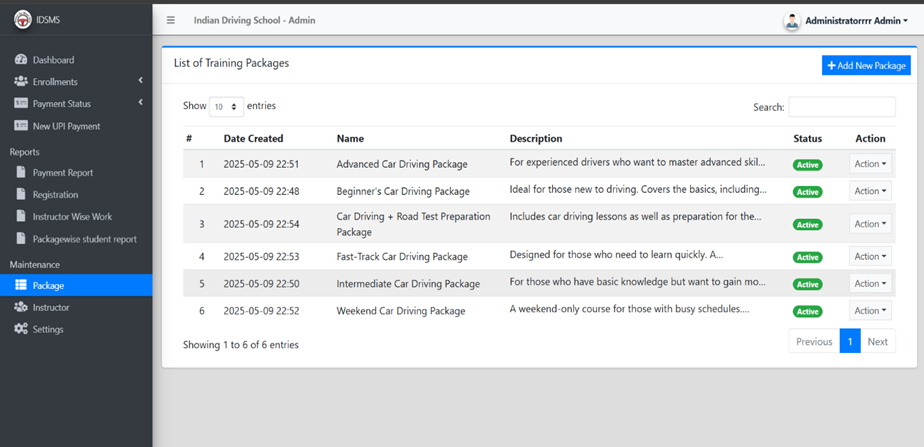 IDSMS
Indian Driving School - Admin
Administratorrrr Admin
Dashboard
Enrollments
Payment Status
New UPI Payment
Reports
Payment Report
Registration
Instructor Wise Work
Packagewise student report
Maintenance
Package
Instructor
Settings
List of Training Packages
Add New Package
Show 10 entries
Search:
# Date Created Name Description Status Action
1 2025-05-09 22:51 Advanced Car Driving Package For experienced drivers who want to master advanced skil... Active Action
2 2025-05-09 22:48 Beginner's Car Driving Package Ideal for those new to driving. Covers the basics, including... Active Action
3 2025-05-09 22:54 Car Driving + Road Test Preparation Includes car driving lessons as well as preparation for the... Active Action
Package
4 2025-05-09 22:53 Fast-Track Car Driving Package Designed for those who need to learn quickly. A... Active Action
5 2025-05-09 22:50 Intermediate Car Driving Package For those who have basic knowledge but want to gain mo... Active Action
6 2025-05-09 22:52 Weekend Car Driving Package A weekend-only course for those with busy schedules.... Active Action
Showing 1 to 6 of 6 entries
Previous 1 Next